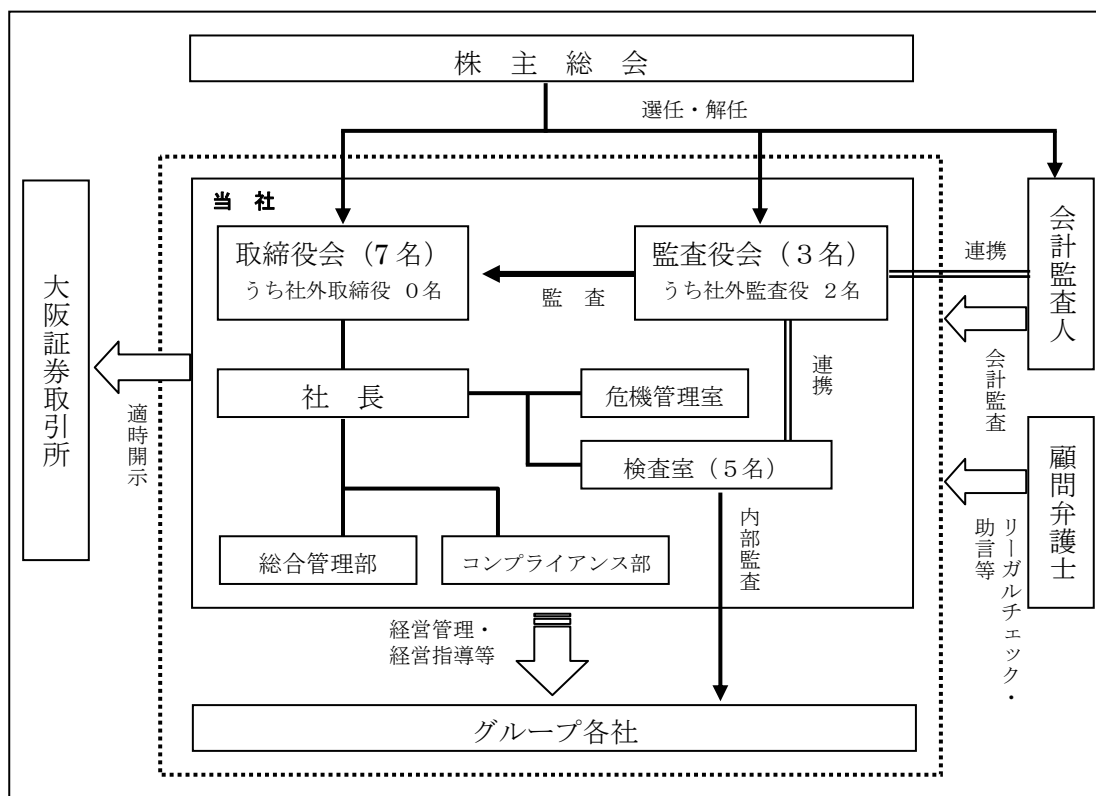 株 主 総 会
選任・解任
当 社
取締役会（7名）
うち社外取締役 0名
監 査
監査役会（3名）
うち社外監査役 2名
連携
会計監査人
会計監査
大阪証券取引所
適時開示
社 長
危機管理室
連携
検査室（5名）
顧問弁護士
リーガルチェック・
助言等
総合管理部
コンプライアンス部
内部監査
経営管理・
経営指導等
グループ各社